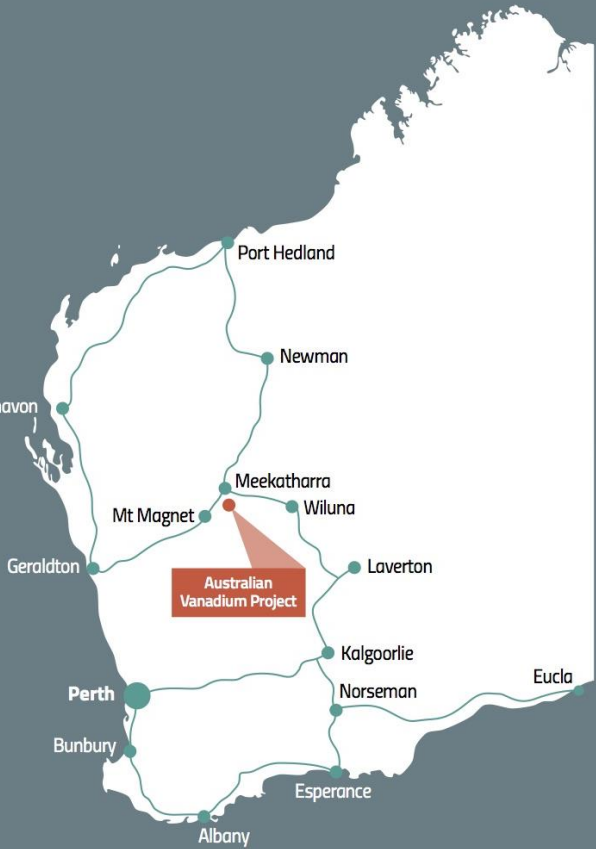 Port Hedland
Newman
navon
Meekatharra
Wiluna
Mt Magnet
Geraldton
Laverton
Australian
Vanadium Project
Kalgoorlie
Eucla
Perth
Norseman
Bunbury
Esperance
Albany